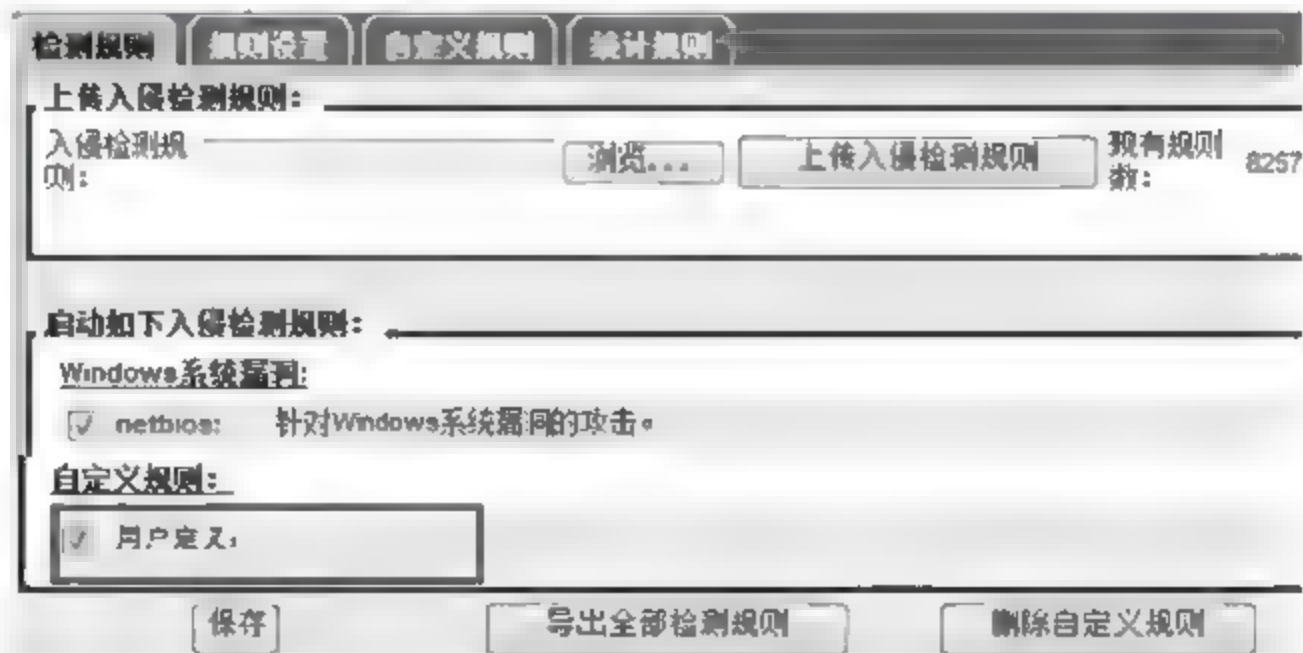 检测规则 规则设置 自定义规则 统计规则
上传入侵检测规则：
入侵检测规则： 浏览... 上传入侵检测规则 现有规则数： 8257
启动如下入侵检测规则：
Windows系统漏洞:
netbios: 针对Windows系统漏洞的攻击。
自定义规则：
用户定义：
保存 导出全部检测规则 删除自定义规则